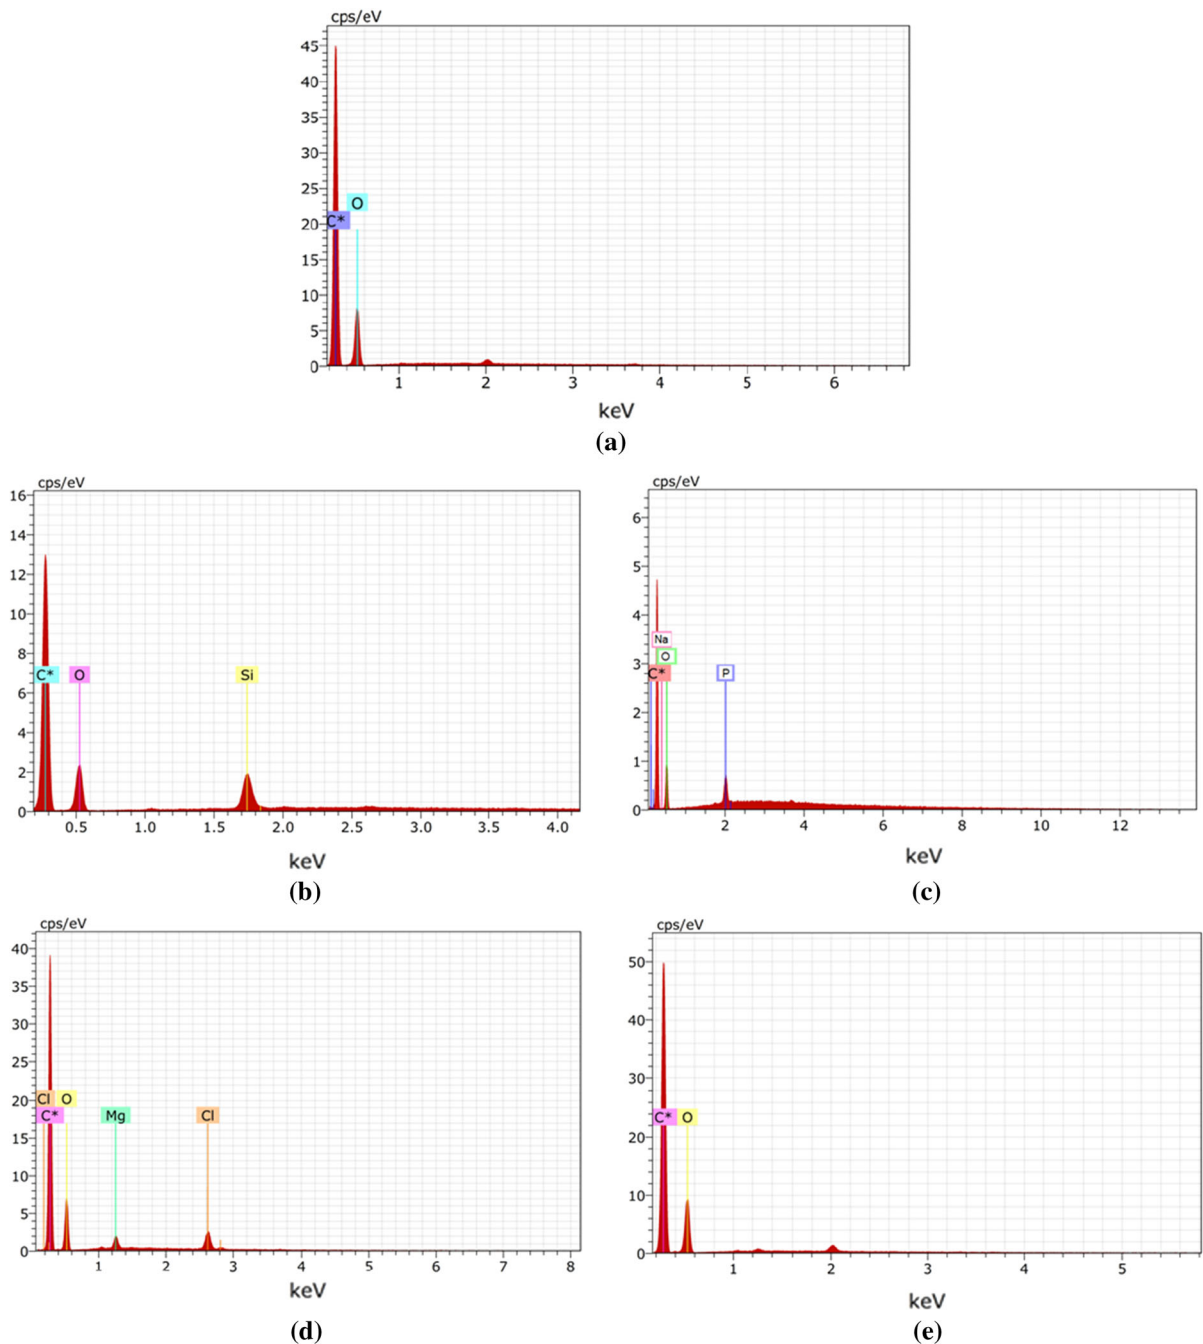 cps/eV
45
40
35
30
25
20
15
10
5
0
O
C*
1 2 3 4 5 6
keV
(a)
cps/eV
16
14
12
10
8
6
4
2
0
C* O Si
0.5 1.0 1.5 2.0 2.5 3.0 3.5 4.0
keV
(b)
cps/eV
6
5
4
3
2
1
0
Na
O
C* P
2 4 6 8 10 12
keV
(c)
cps/eV
40
35
30
25
20
15
10
5
0
Cl O
C* Mg Cl
1 2 3 4 5 6 7 8
keV
(d)
cps/eV
50
40
30
20
10
0
C* O
1 2 3 4 5
keV
(e)